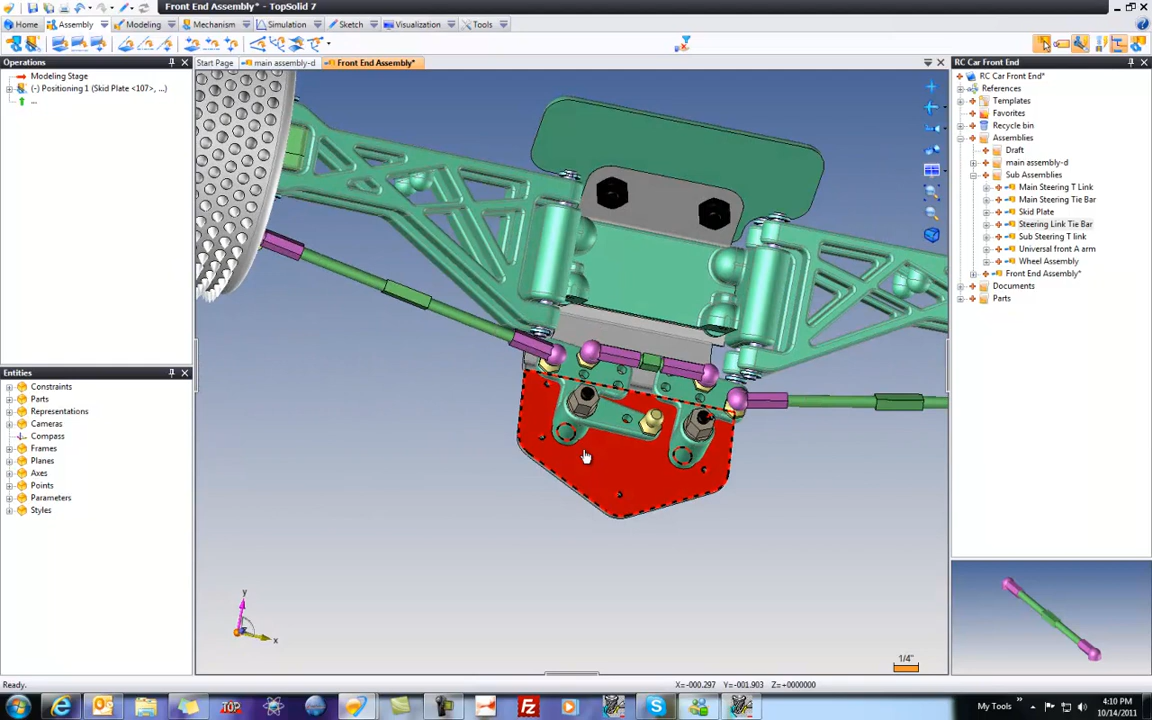 Front End Assembly* - TopSolid 7
Home
Assembly
Modeling
Mechanism
Simulation
Sketch
Visualization
Tools
Operations
Start Page
main assembly-d
Front End Assembly*
RC Car Front End
Modeling Stage
(-) Positioning 1 (Skid Plate <107>, ...)
...
RC Car Front End*
References
Templates
Favorites
Recycle bin
Assemblies
Draft
main assembly-d
Sub Assemblies
Main Steering T Link
Main Steering Tie Bar
Skid Plate
Steering Link Tie Bar
Sub Steering T link
Universal front A arm
Wheel Assembly
Front End Assembly*
Documents
Parts
Entities
Constraints
Parts
Representations
Cameras
Compass
Frames
Planes
Axes
Points
Parameters
Styles
y
x
1/4"
Ready.
X=-000.297
Y=-001.903
Z=+0000000
TOP
My Tools
4:10 PM
10/14/2011